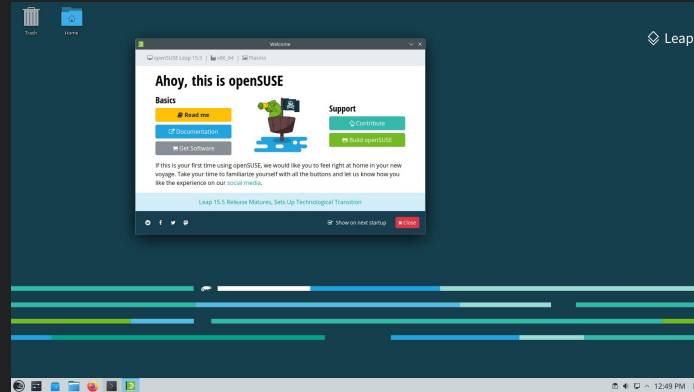 Trash
Home
Leap
Welcome
openSUSE Leap 15.5 | x86_64 | Plasma
Ahoy, this is openSUSE
Basics
Read me
Documentation
Get Software
Support
Contribute
Build openSUSE
If this is your first time using openSUSE, we would like you to feel right at home in your new
voyage. Take your time to familiarize yourself with all the buttons and let us know how you
like the experience on our social media.
Leap 15.5 Release Matures, Sets Up Technological Transition
Show on next startup
Close
12:49 PM